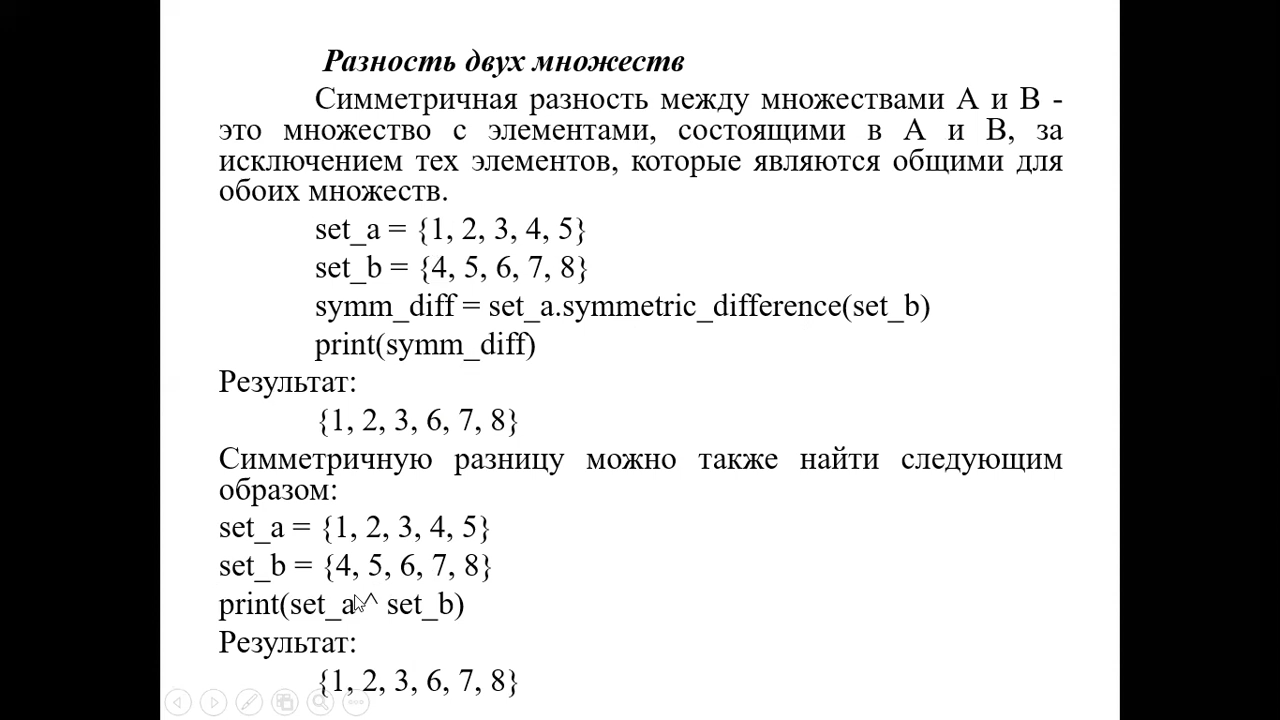 Разность двух множеств
Симметричная разность между множествами A и B -
это множество с элементами, состоящими в A и B, за
исключением тех элементов, которые являются общими для
обоих множеств.
set_a = {1, 2, 3, 4, 5}
set_b = {4, 5, 6, 7, 8}
symm_diff = set_a.symmetric_difference(set_b)
print(symm_diff)
Результат:
{1, 2, 3, 6, 7, 8}
Симметричную разницу можно также найти следующим
образом:
set_a = {1, 2, 3, 4, 5}
set_b = {4, 5, 6, 7, 8}
print(set_a ^ set_b)
Результат:
{1, 2, 3, 6, 7, 8}